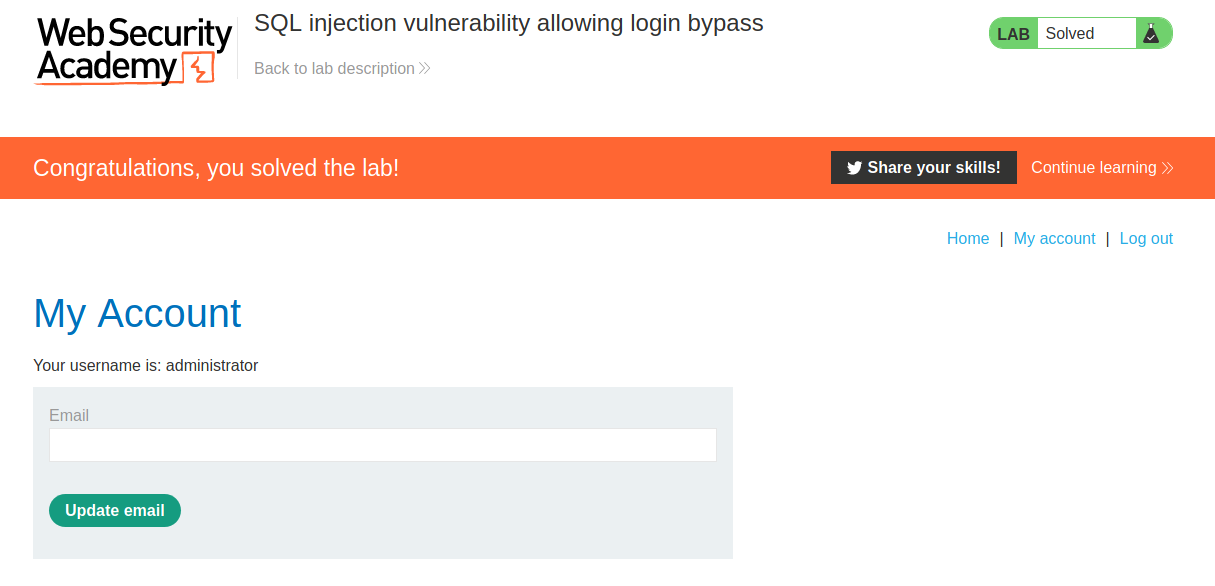 Web Security
Academy
SQL injection vulnerability allowing login bypass
Back to lab description
LAB Solved
Congratulations, you solved the lab!
Share your skills! Continue learning
Home | My account | Log out
My Account
Your username is: administrator
Email
Update email